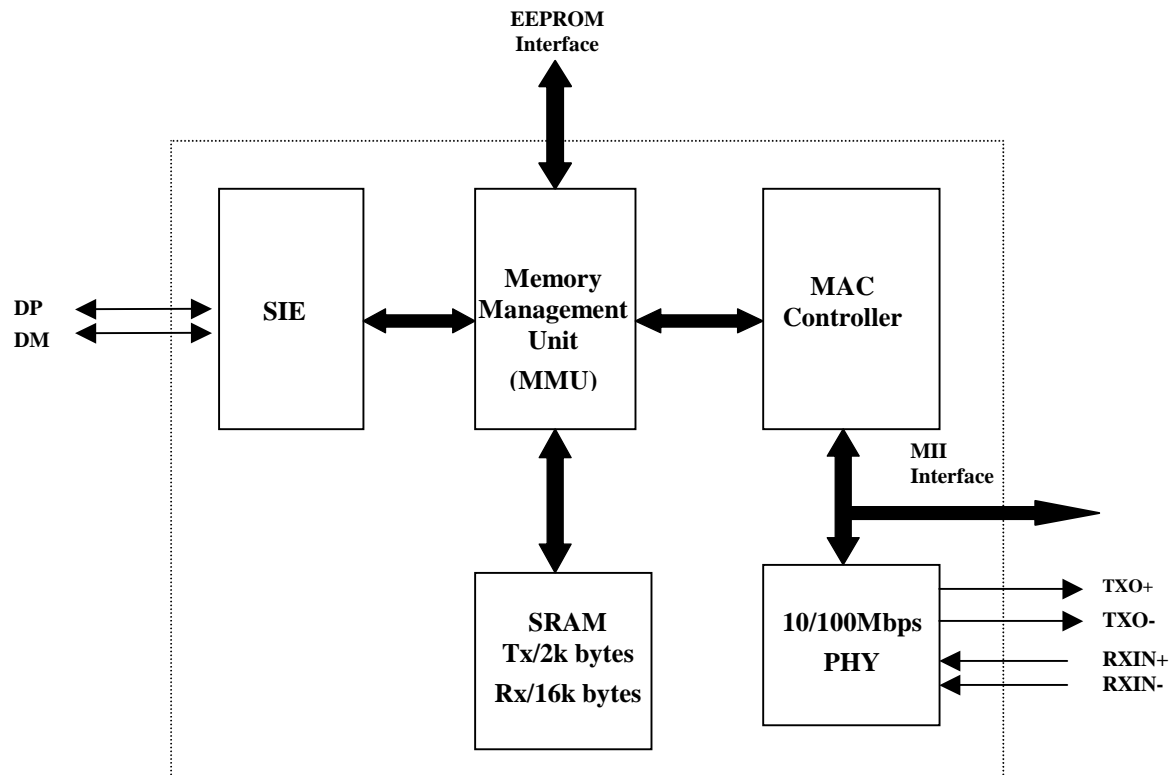 EEPROM
Interface
SIE
Memory
Management
Unit
(MMU)
MAC
Controller
DP
DM
MII
Interface
SRAM
Tx/2k bytes
Rx/16k bytes
10/100Mbps
PHY
TXO+
TXO-
RXIN+
RXIN-